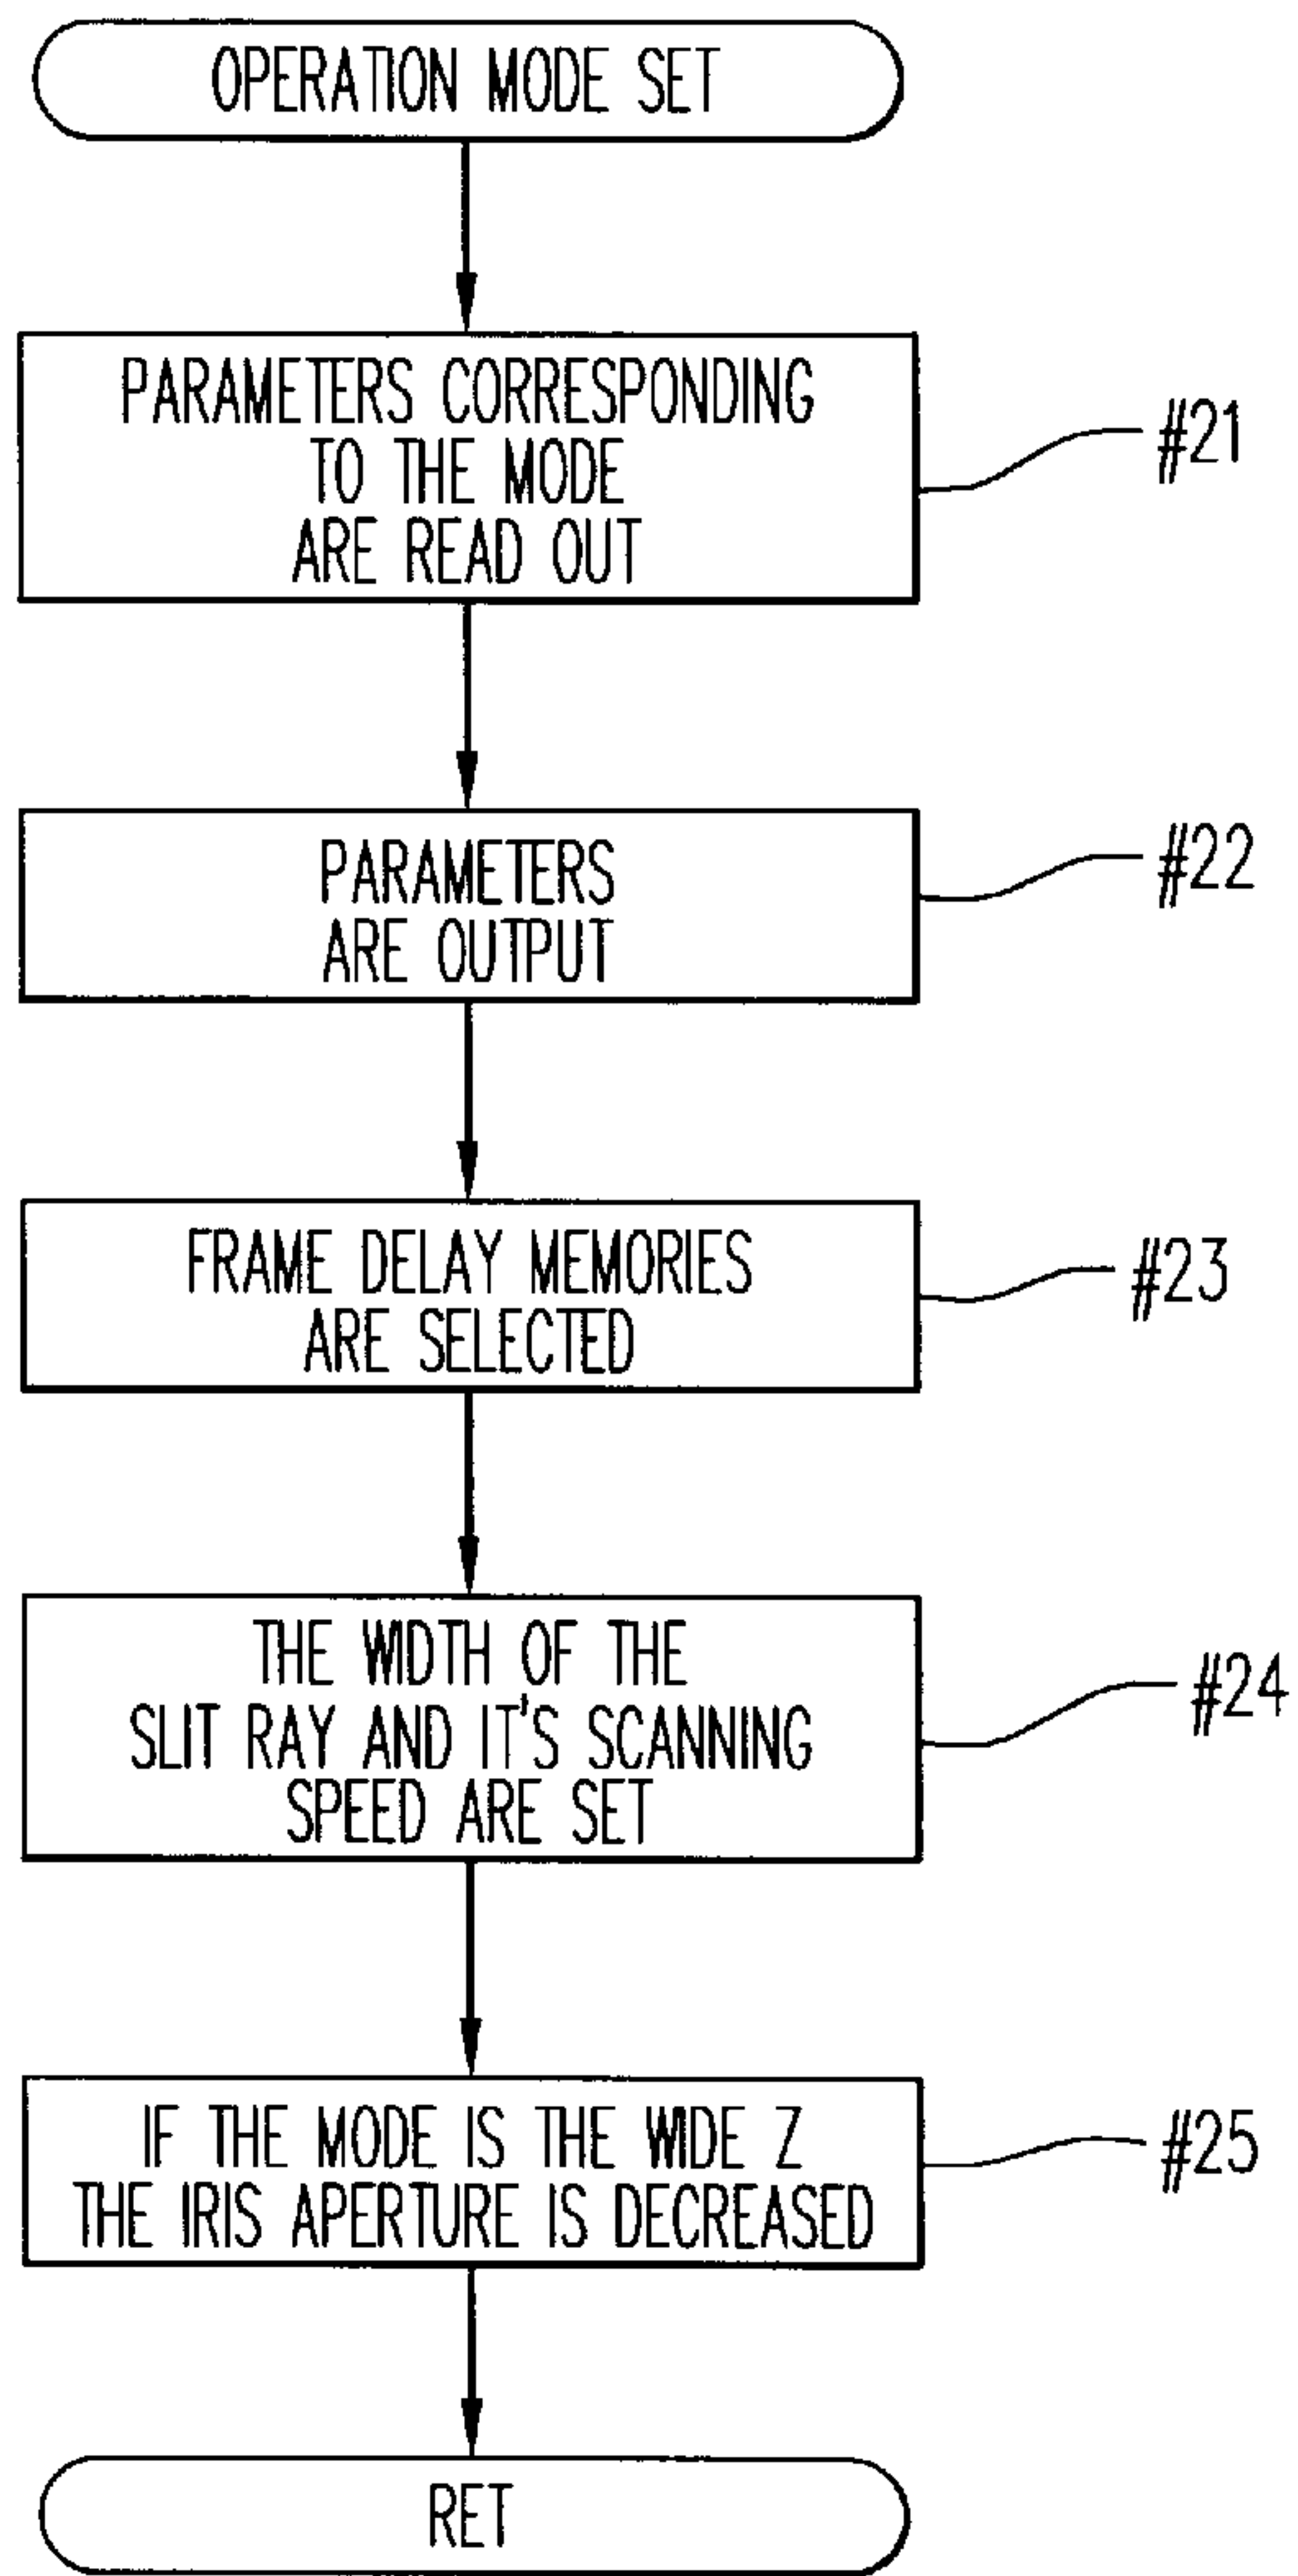 OPERATION MODE SET
PARAMETERS CORRESPONDING
TO THE MODE
ARE READ OUT
#21
PARAMETERS
ARE OUTPUT
#22
FRAME DELAY MEMORIES
ARE SELECTED
#23
THE WIDTH OF THE
SLIT RAY AND IT'S SCANNING
SPEED ARE SET
#24
IF THE MODE IS THE WIDE Z
THE IRIS APERTURE IS DECREASED
#25
RET